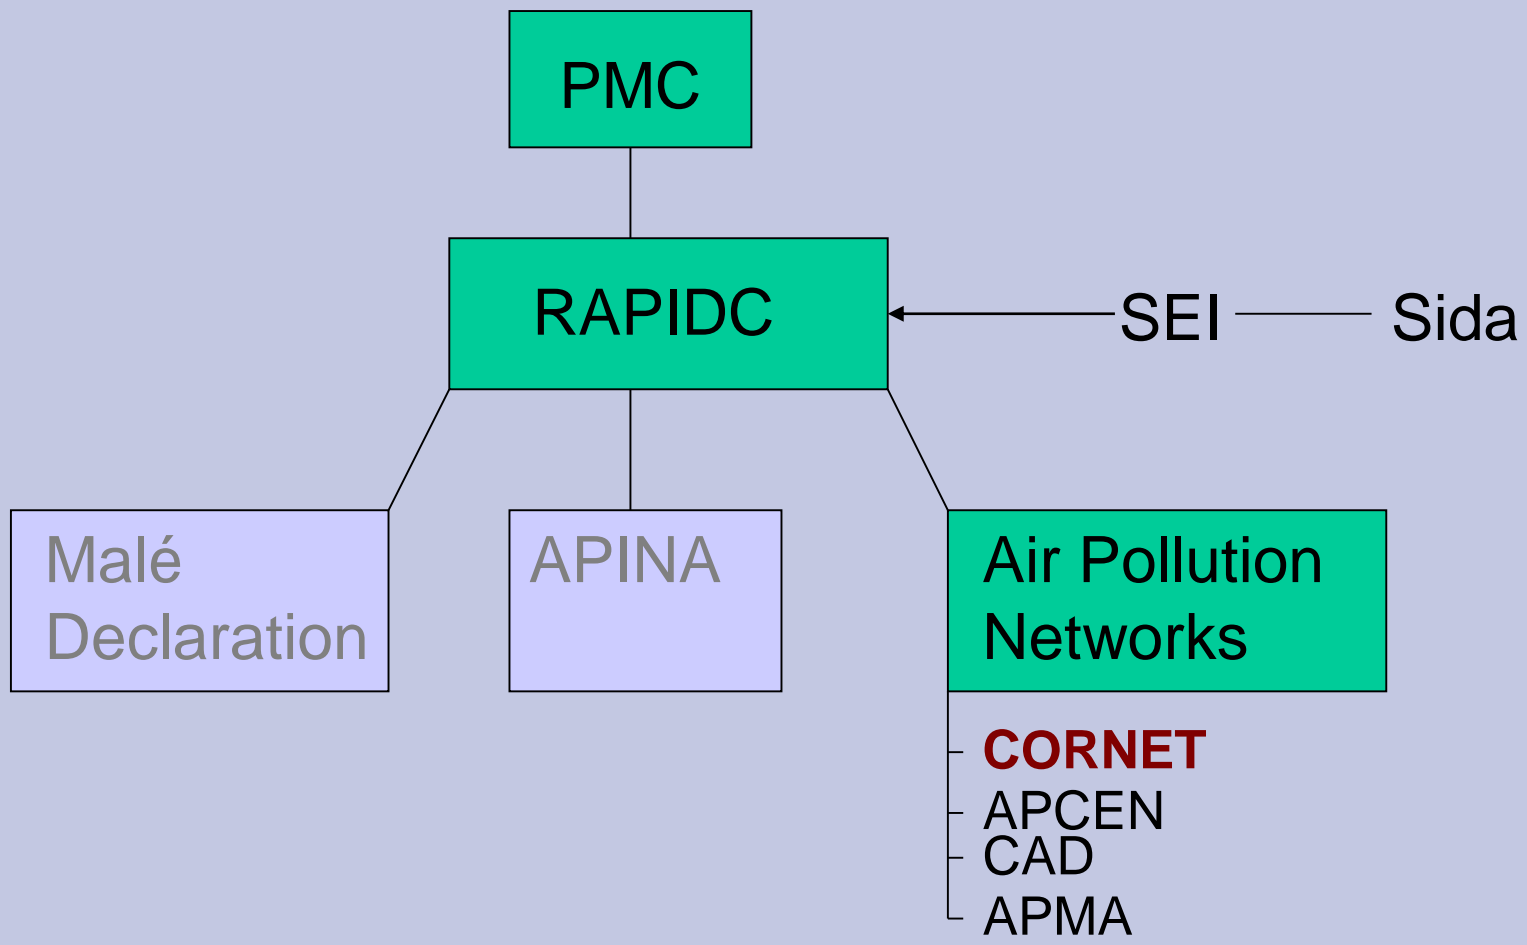 PMC
RAPIDC
SEI
Sida
Malé
Declaration
APINA
Air Pollution
Networks
CORNET
APCEN
CAD
APMA